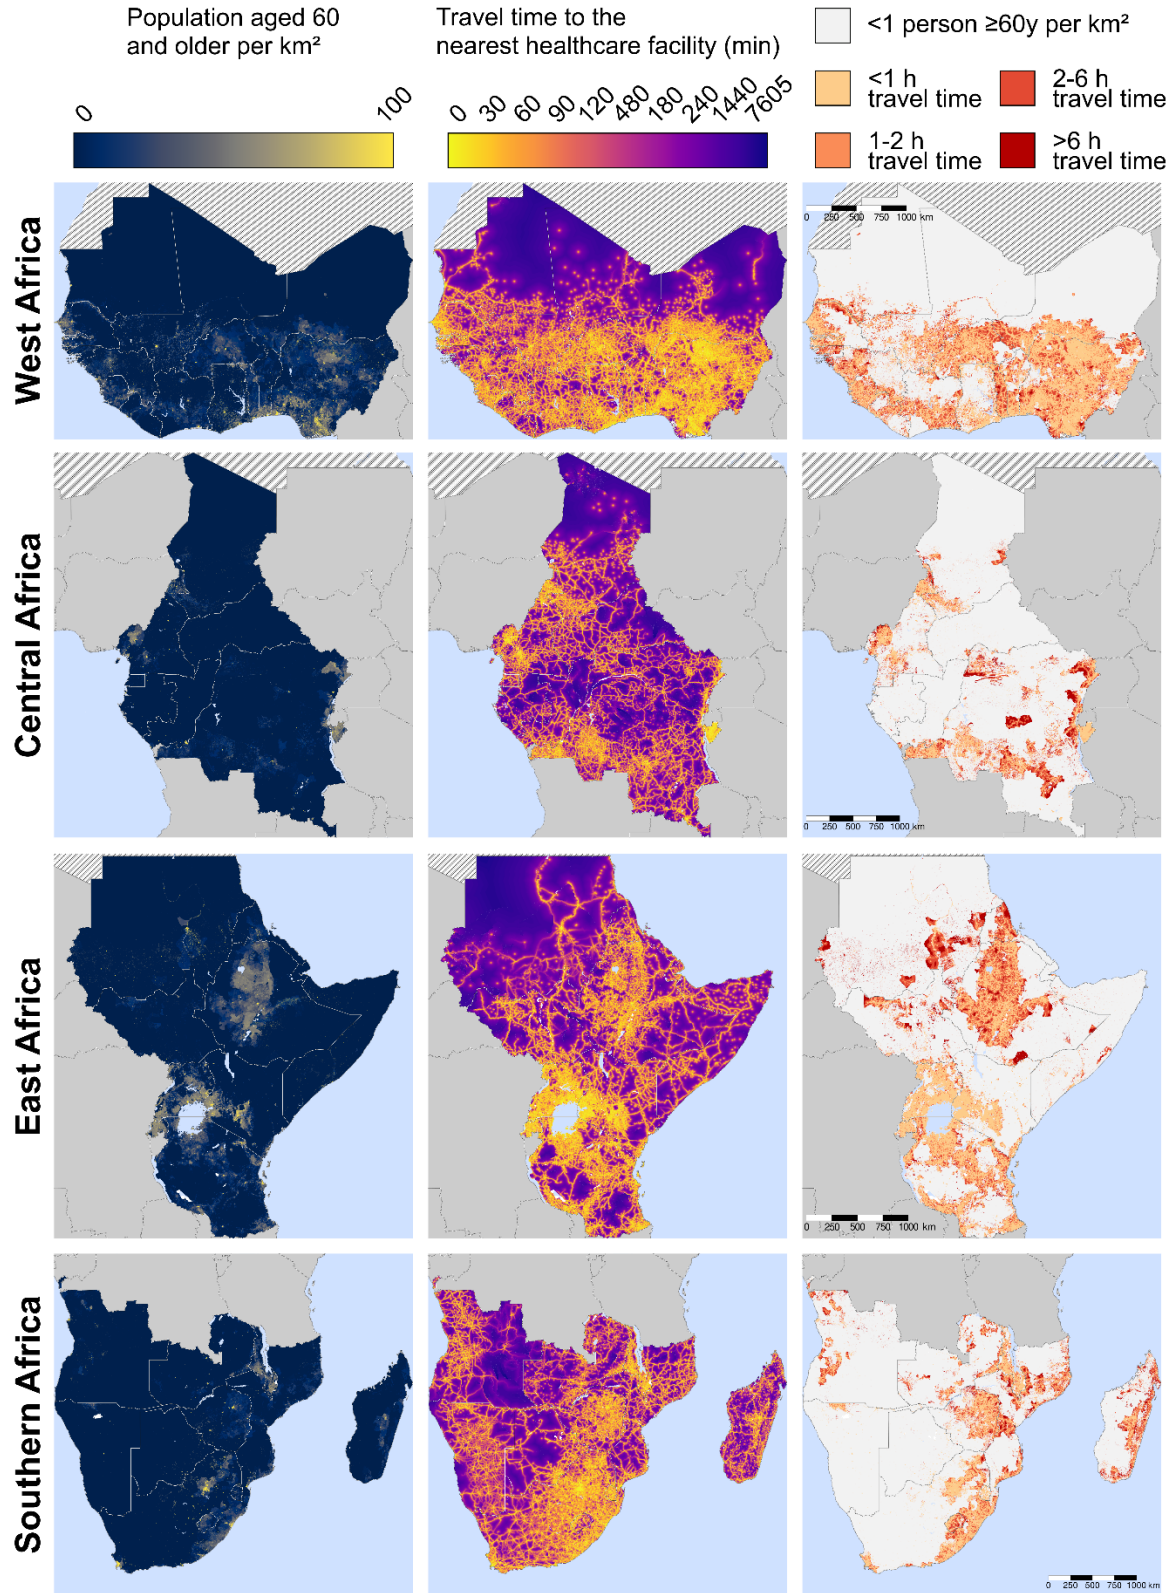 Population aged 60
and older per km²
0
100
Travel time to the
nearest healthcare facility (min)
0
30
60
90
120
480
180
240
1440
7605
<1 person ≥60y per km²
<1 h
travel time
2-6 h
travel time
1-2 h
travel time
>6 h
travel time
West Africa
0 250 500 750 1000 km
Central Africa
0 250 500 750 1000 km
East Africa
0 250 500 750 1000 km
Southern Africa
0 250 500 750 1000 km